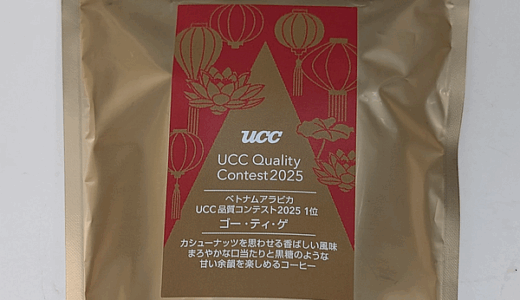 ucc
UCC Quality
Contest2025
ベトナムアラビカ
UCC品質コンテスト2025 1位
ゴー・ティ・ゲ
カシューナッツを思わせる香ばしい風味
まろやかな口当たりと黒糖のような
甘い余韻を楽しめるコーヒー